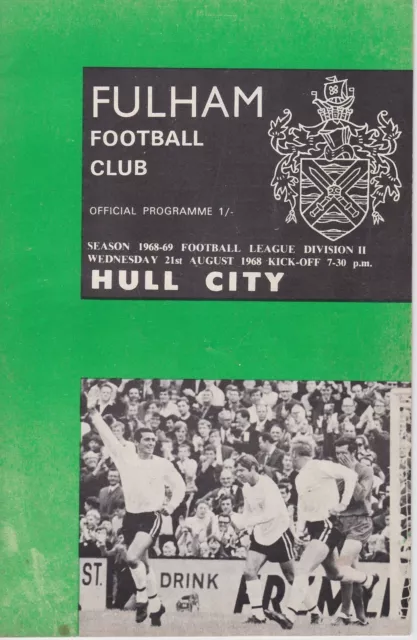 FULHAM
FOOTBALL
CLUB
OFFICIAL PROGRAMME 1/-
SEASON 1968-69 FOOTBALL LEAGUE DIVISION II
WEDNESDAY 21st AUGUST 1968 KICK-OFF 7-30 p.m.
HULL CITY
ST. DRINK